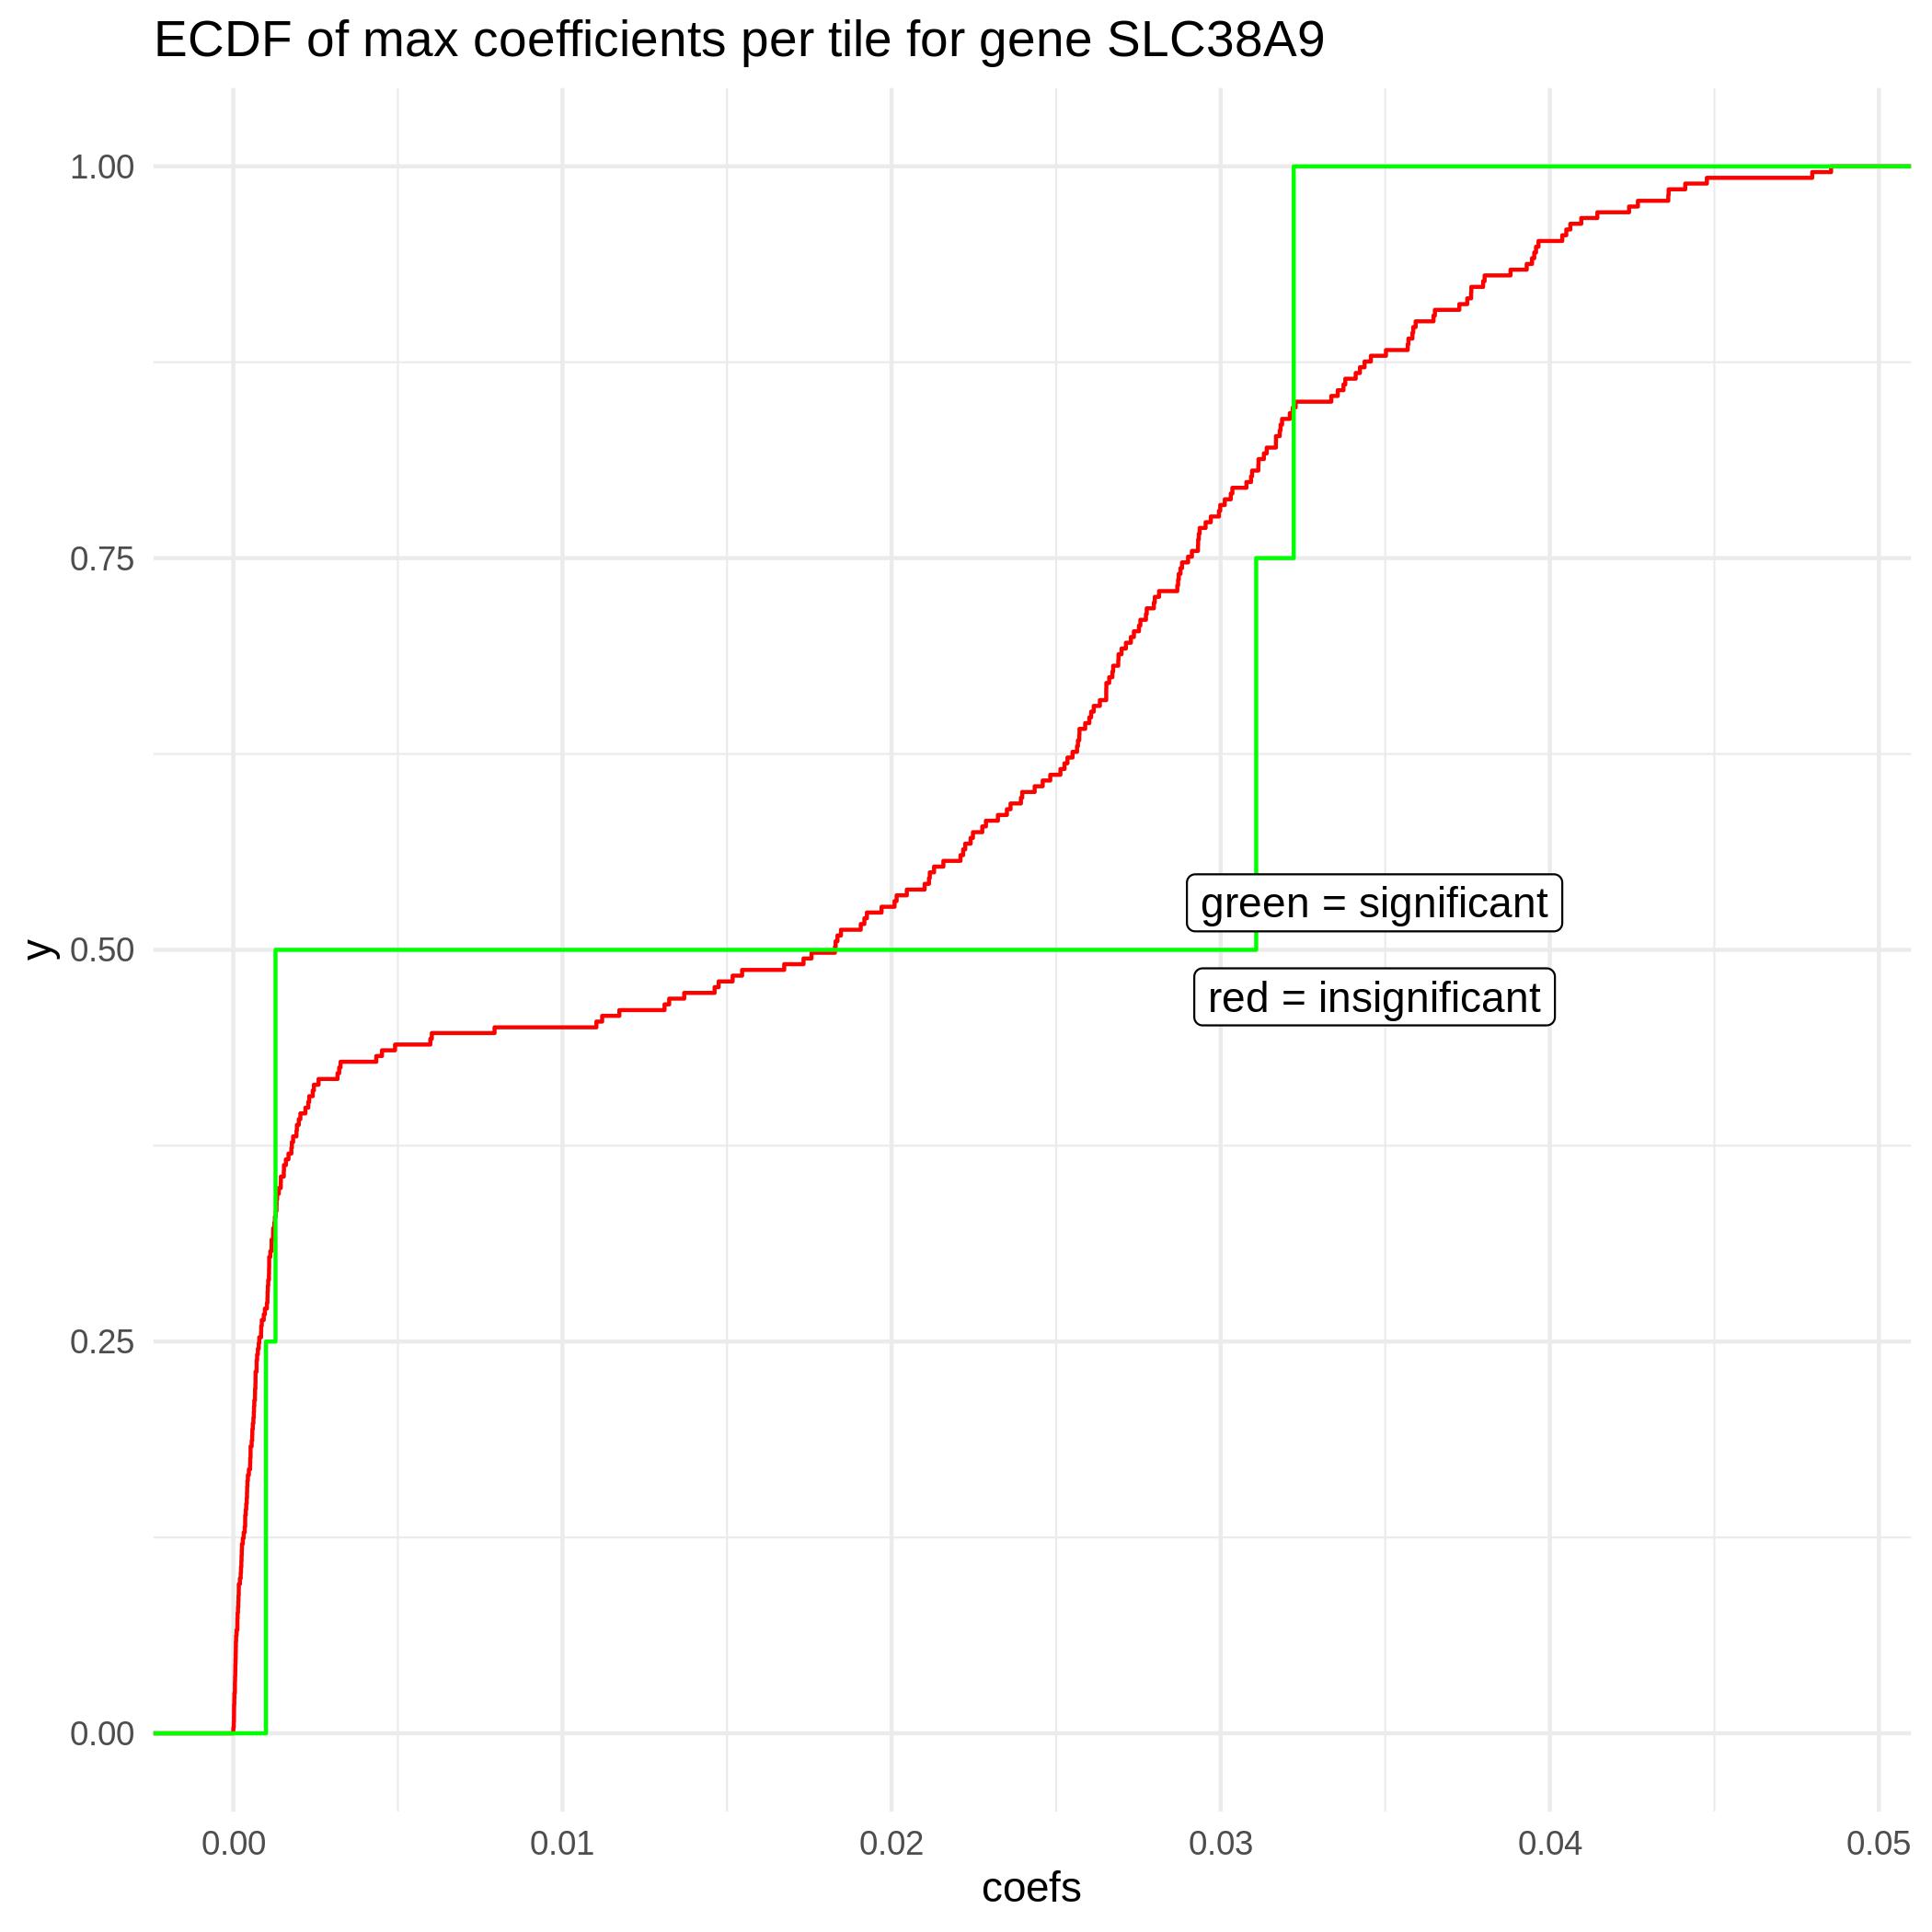 ECDF of max coefficients per tile for gene SLC38A9
1.00
0.75
0.50
0.25
0.00
y
green = significant
red = insignificant
0.00 0.01 0.02 0.03 0.04 0.05
coefs